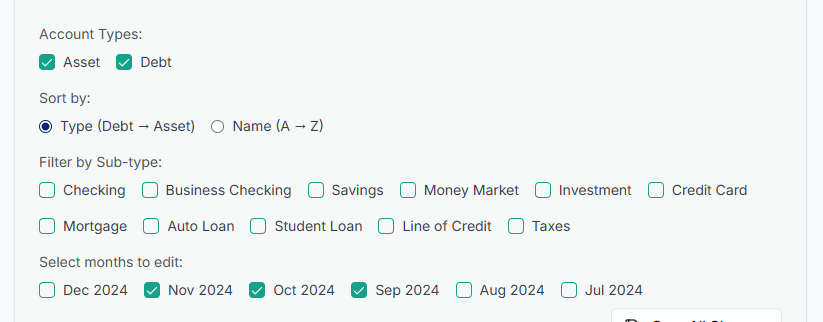 Account Types:
Asset Debt
Sort by:
Type (Debt → Asset) Name (A → Z)
Filter by Sub-type:
Checking Business Checking Savings Money Market Investment Credit Card
Mortgage Auto Loan Student Loan Line of Credit Taxes
Select months to edit:
Dec 2024 Nov 2024 Oct 2024 Sep 2024 Aug 2024 Jul 2024